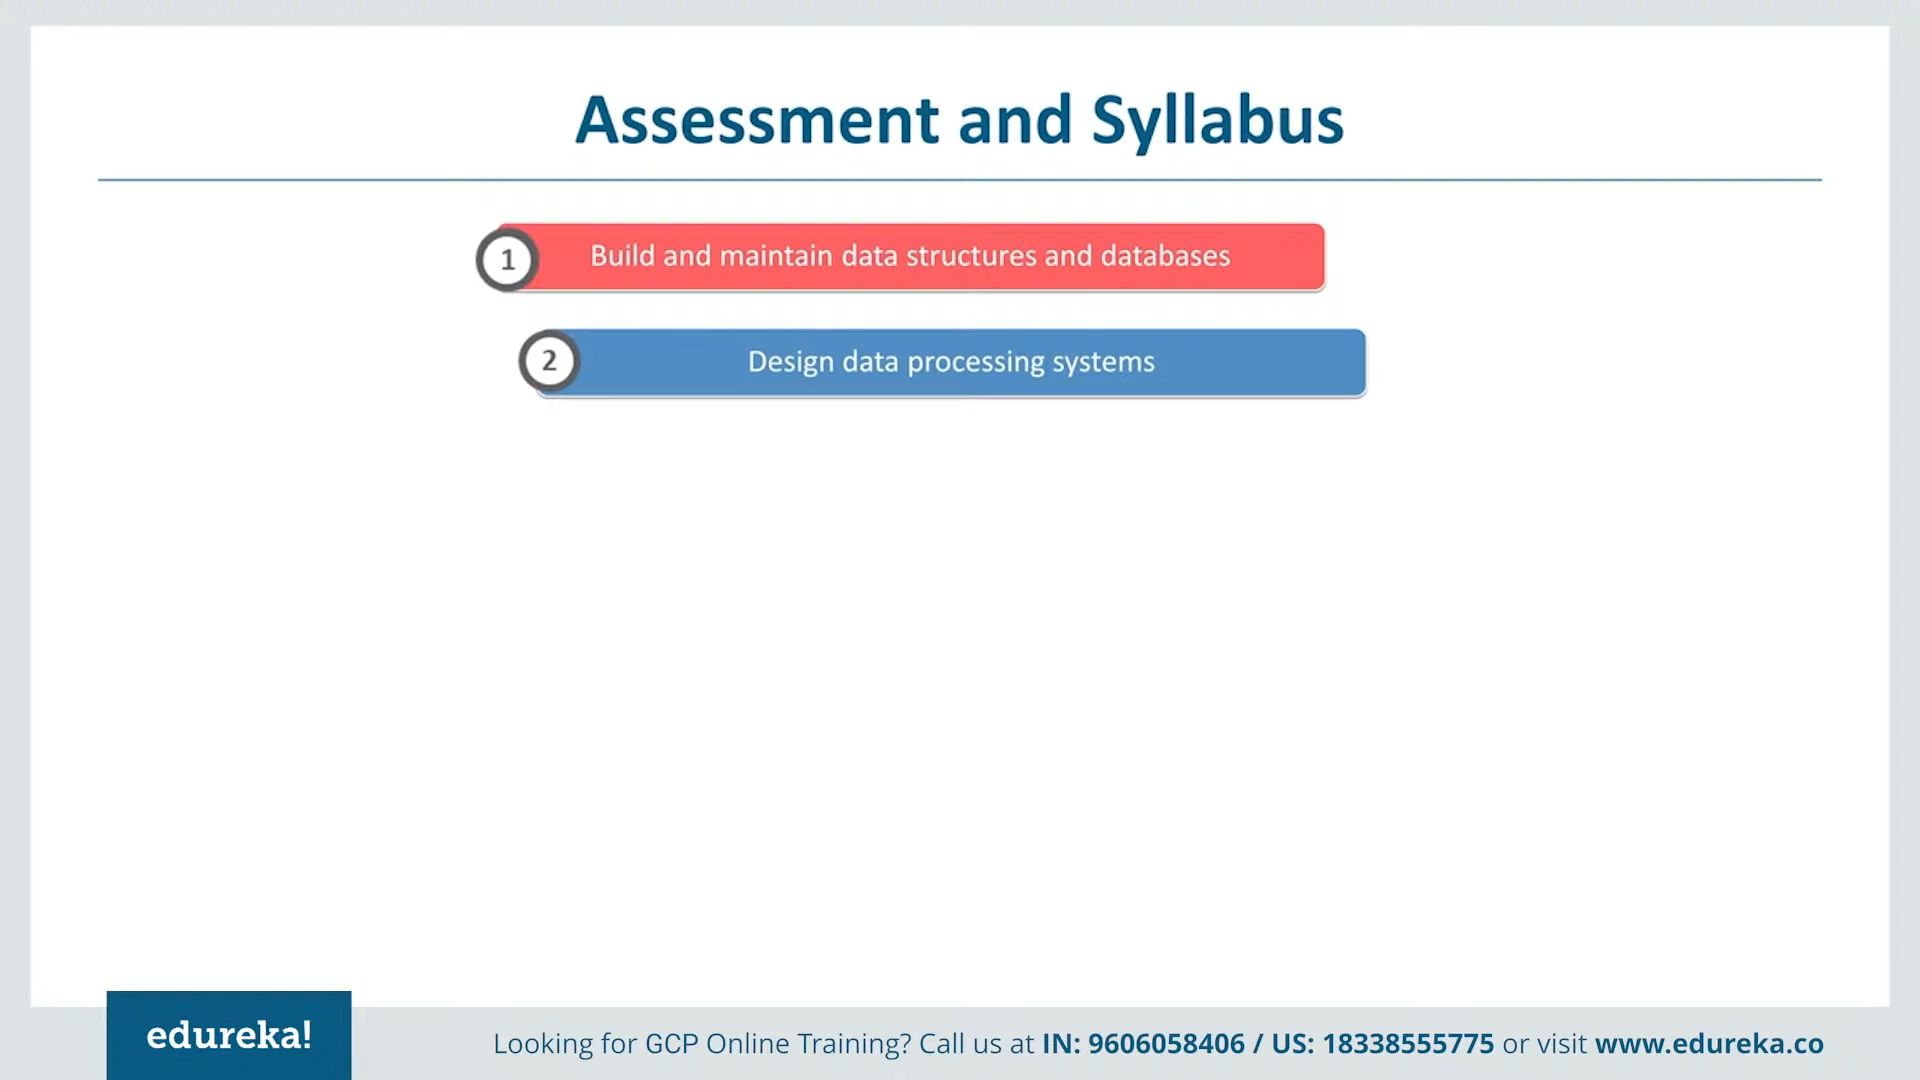 Assessment and Syllabus
1 Build and maintain data structures and databases
2 Design data processing systems
edureka!
Looking for GCP Online Training? Call us at IN: 9606058406 / US: 18338555775 or visit www.edureka.co